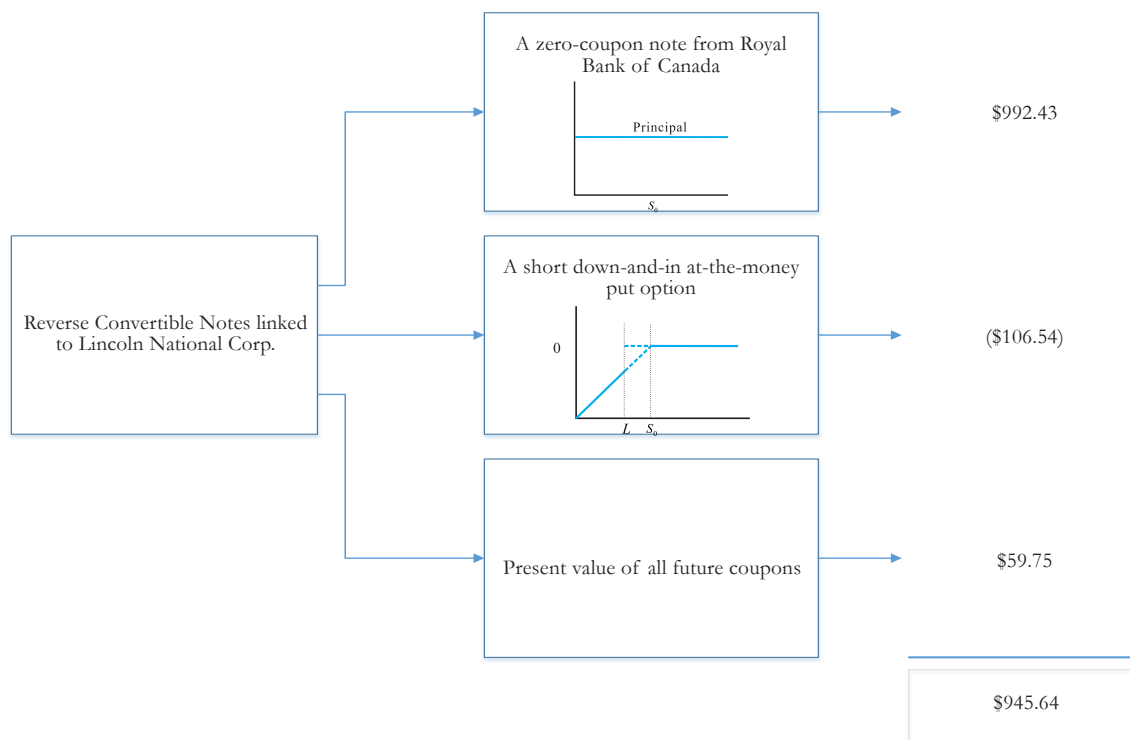 A zero-coupon note from Royal
Bank of Canada
Principal
S₀
$992.43
Reverse Convertible Notes linked
to Lincoln National Corp.
A short down-and-in at-the-money
put option
0
L S₀
($106.54)
Present value of all future coupons
$59.75
$945.64